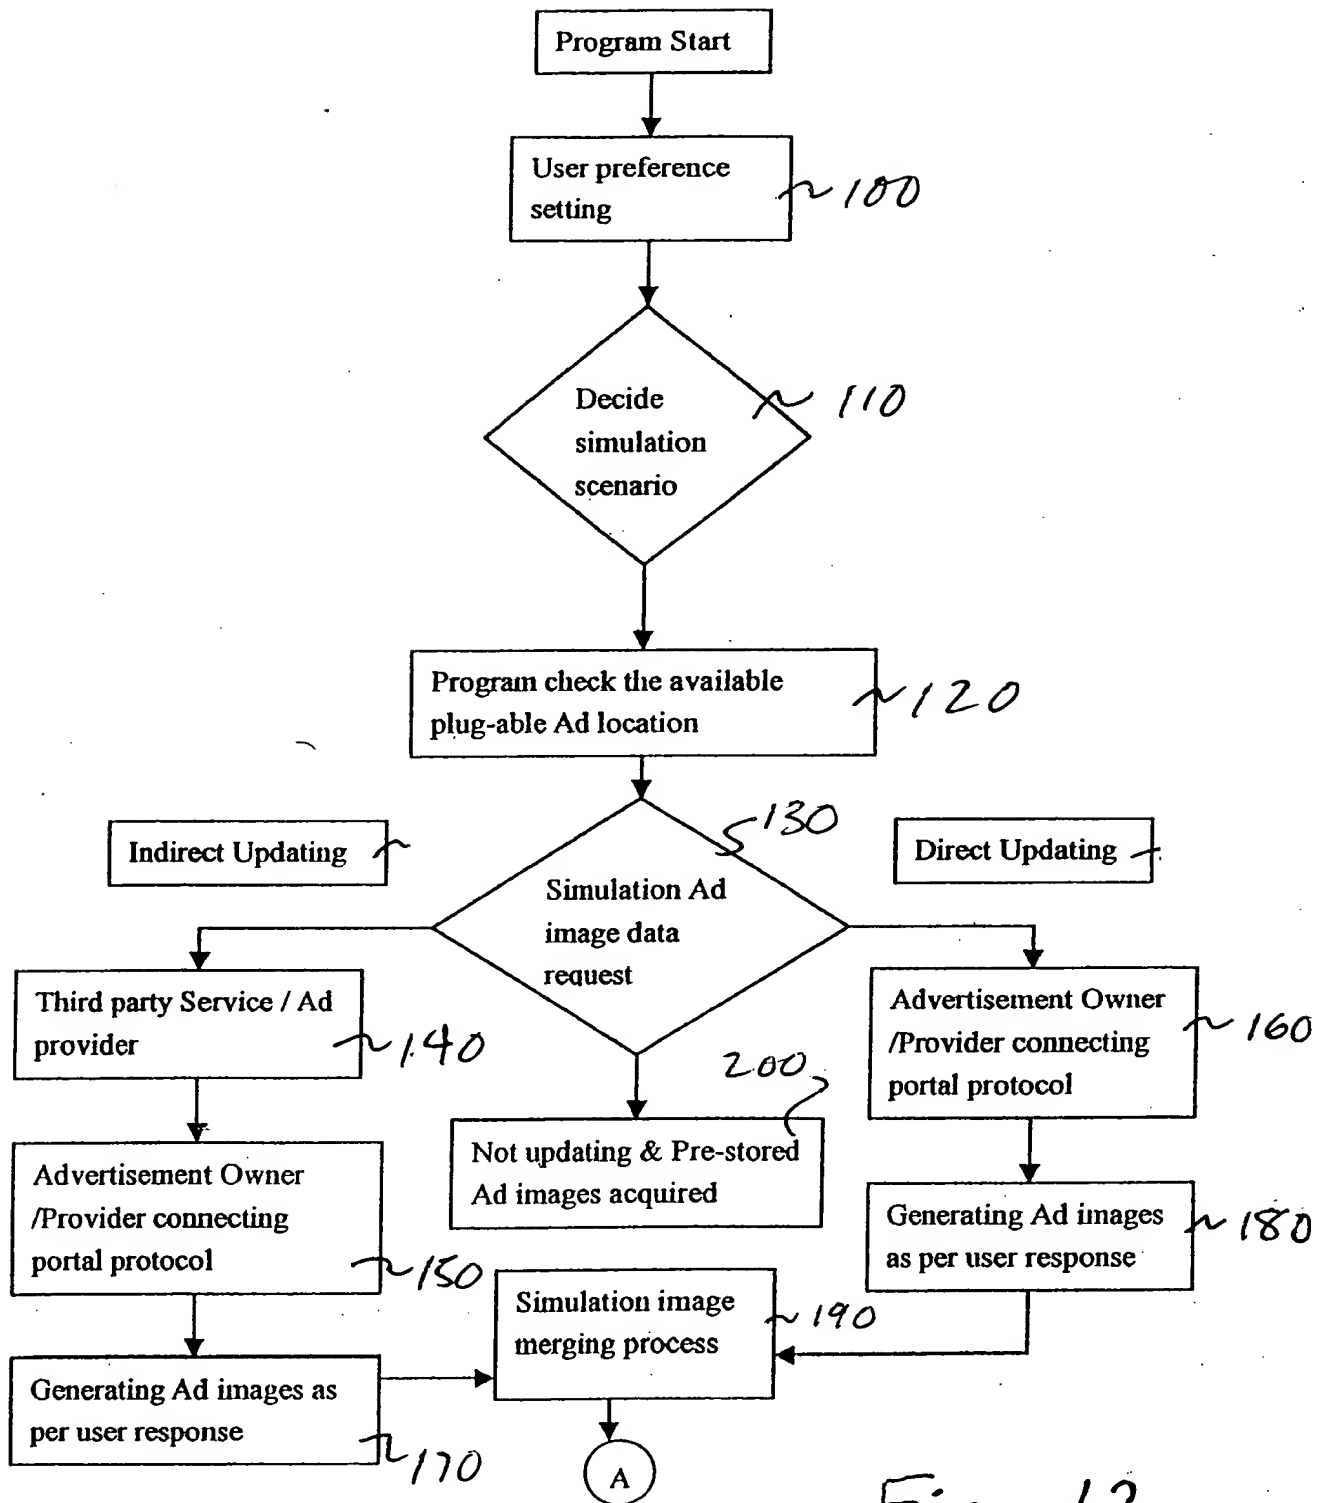 Program Start
User preference
setting
100
Decide
simulation
scenario
110
Program check the available
plug-able Ad location
120
130
Indirect Updating
Direct Updating
Simulation Ad
image data
request
Third party Service / Ad
provider
140
Advertisement Owner
/Provider connecting
portal protocol
160
200
Not updating & Pre-stored
Ad images acquired
Advertisement Owner
/Provider connecting
portal protocol
150
Generating Ad images
as per user response
180
Simulation image
merging process
190
Generating Ad images as
per user response
170
A